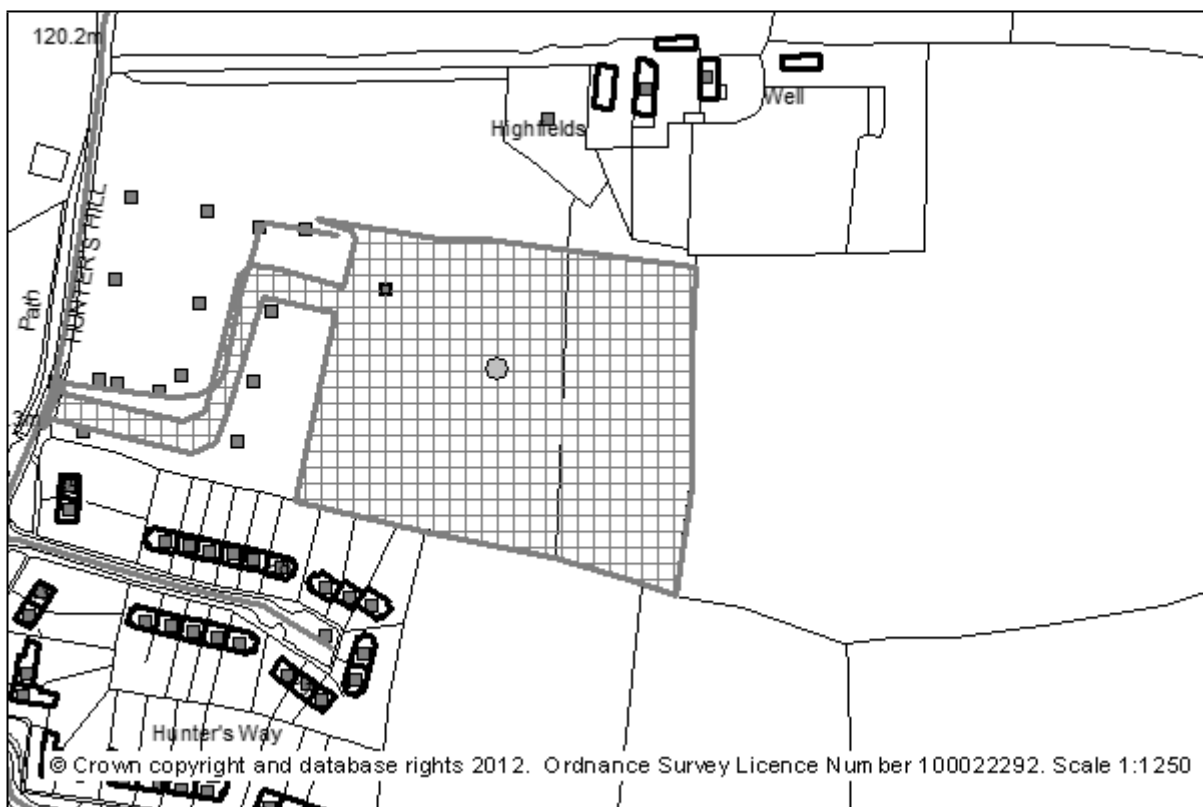 120.2m
Highfields
Well
HUNTER'S HILL
Path
Hunter's Way
© Crown copyright and database rights 2012. Ordnance Survey Licence Number 100022292. Scale 1:1250